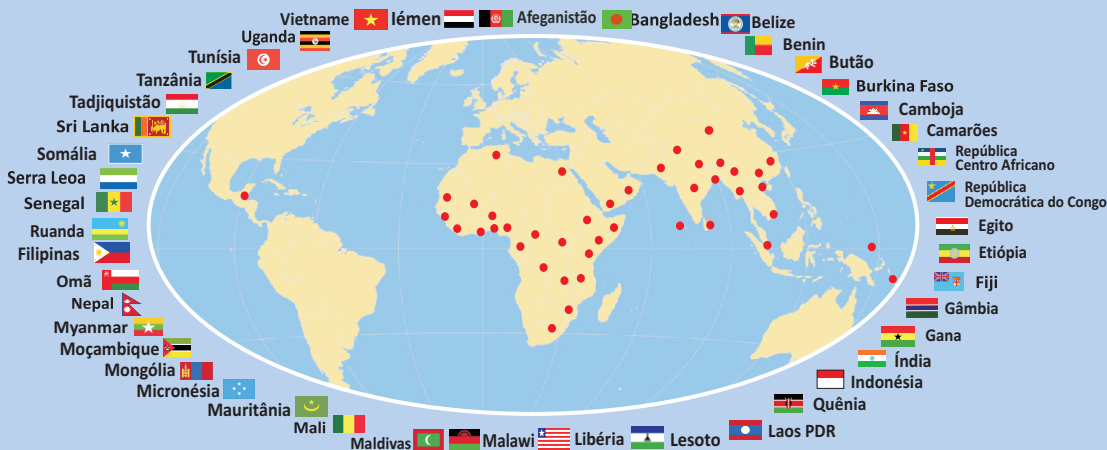 Vietname
Iémen
Afeganistão
Bangladesh
Belize
Benin
Butão
Burkina Faso
Camboja
Camarões
República
Centro Africano
República
Democrática do Congo
Egito
Etiópia
Fiji
Gâmbia
Gana
Índia
Indonésia
Quênia
Laos PDR
Lesoto
Libéria
Malawi
Maldivas
Mali
Mauritânia
Micronésia
Mongólia
Moçambique
Myanmar
Nepal
Omã
Filipinas
Ruanda
Senegal
Serra Leoa
Somália
Sri Lanka
Tadjiquistão
Tanzânia
Tunísia
Uganda